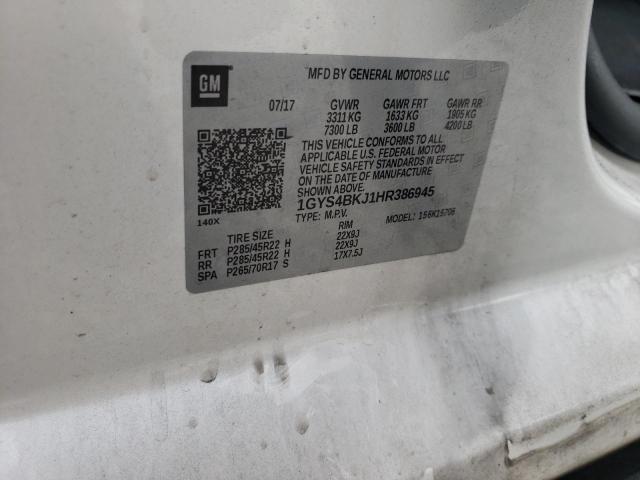 GM
MFD BY GENERAL MOTORS LLC
07/17 GVWR GAWR FRT GAWR RR
3311 KG 1633 KG 1905 KG
7300 LB 3600 LB 4200 LB
THIS VEHICLE CONFORMS TO ALL
APPLICABLE U.S. FEDERAL MOTOR
VEHICLE SAFETY STANDARDS IN EFFECT
ON THE DATE OF MANUFACTURE
SHOWN ABOVE.
1GYS4BKJ1HR386945
140X TYPE: M.P.V. MODEL: 1S6K15706
TIRE SIZE RIM
FRT P285/45R22 H 22X9J
RR P285/45R22 H 22X9J
SPA P265/70R17 S 17X7.5J